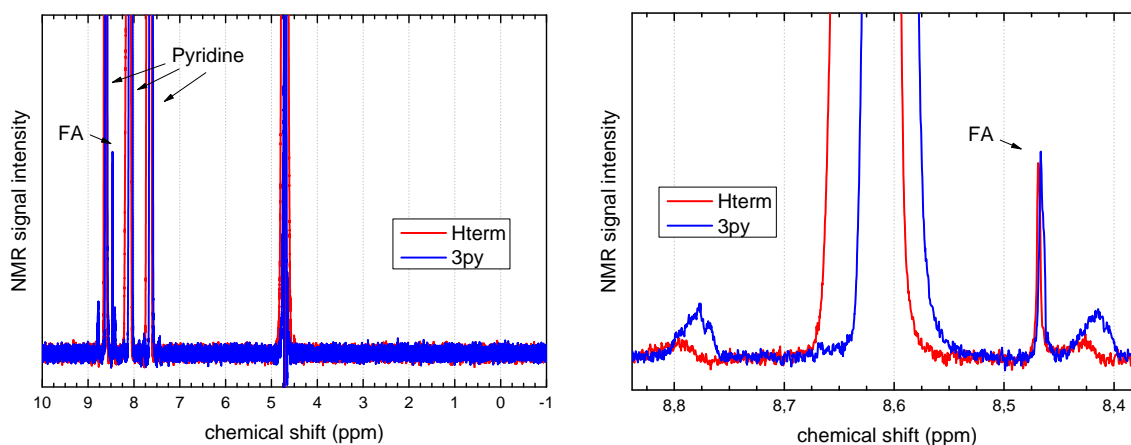 Pyridine
FA
NMR signal intensity
Hterm
3py
10 9 8 7 6 5 4 3 2 1 0 -1
chemical shift (ppm)
FA
NMR signal intensity
Hterm
3py
8,8 8,7 8,6 8,5 8,4
chemical shift (ppm)